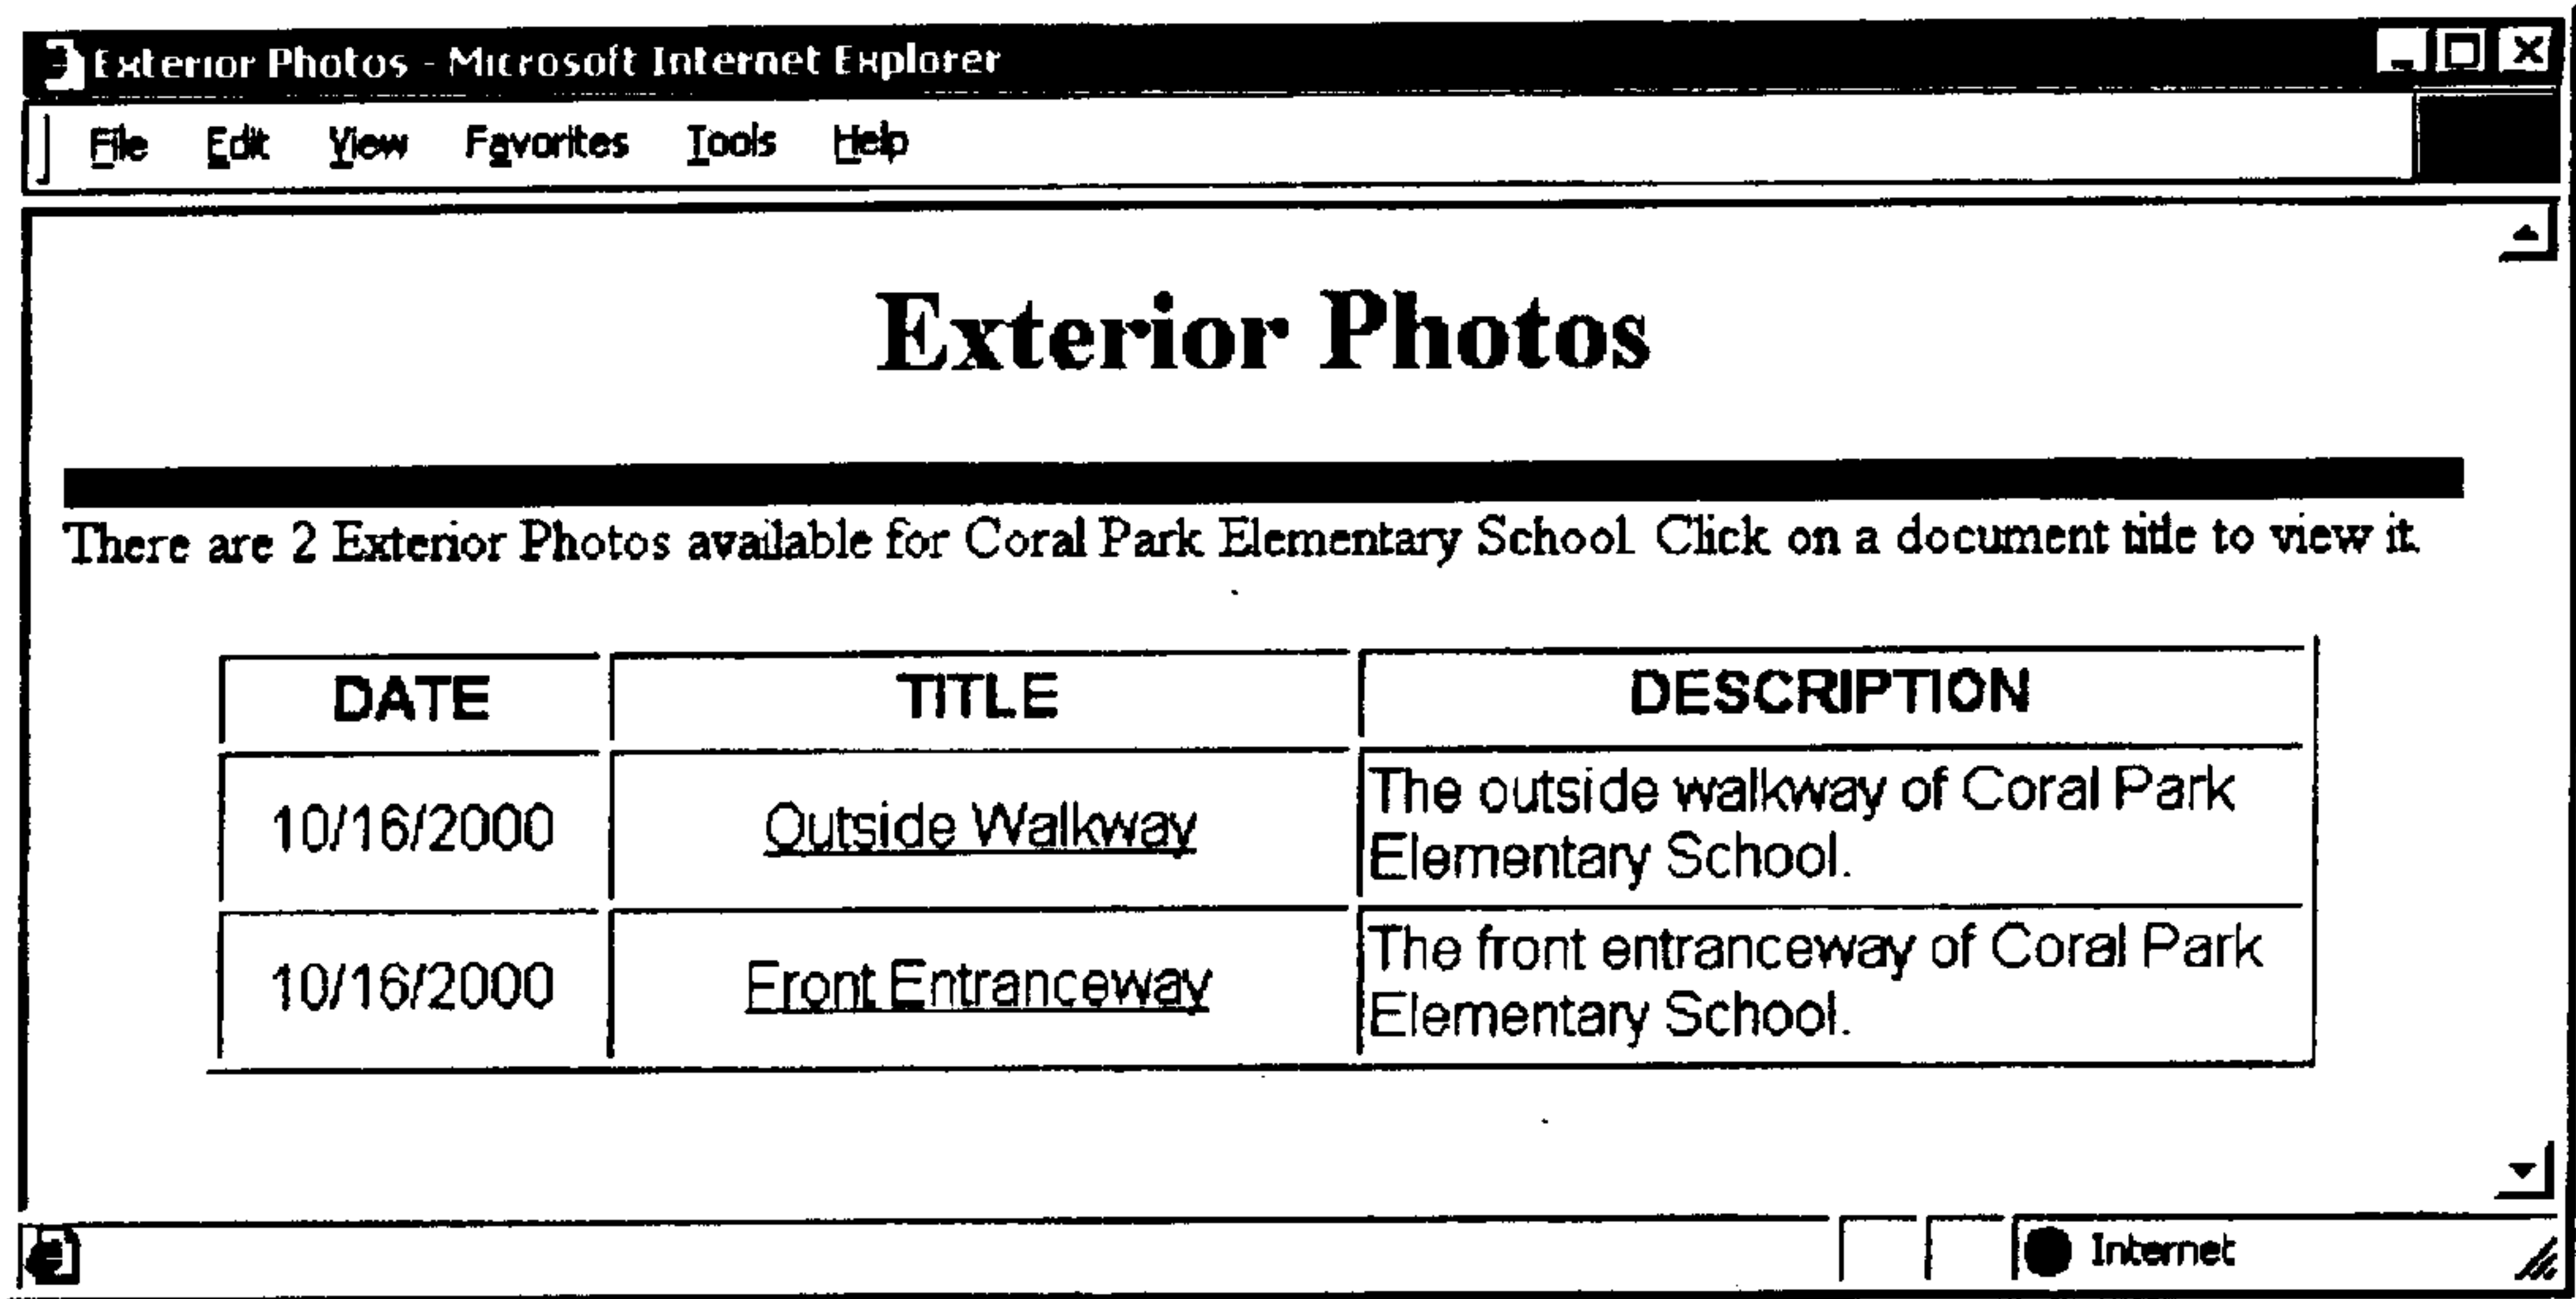 Exterior Photos - Microsoft Internet Explorer
File Edit View Favorites Tools Help
Exterior Photos
There are 2 Exterior Photos available for Coral Park Elementary School. Click on a document title to view it.
DATE TITLE DESCRIPTION
10/16/2000 Outside Walkway The outside walkway of Coral Park
Elementary School.
10/16/2000 Front Entranceway The front entranceway of Coral Park
Elementary School.
Internet